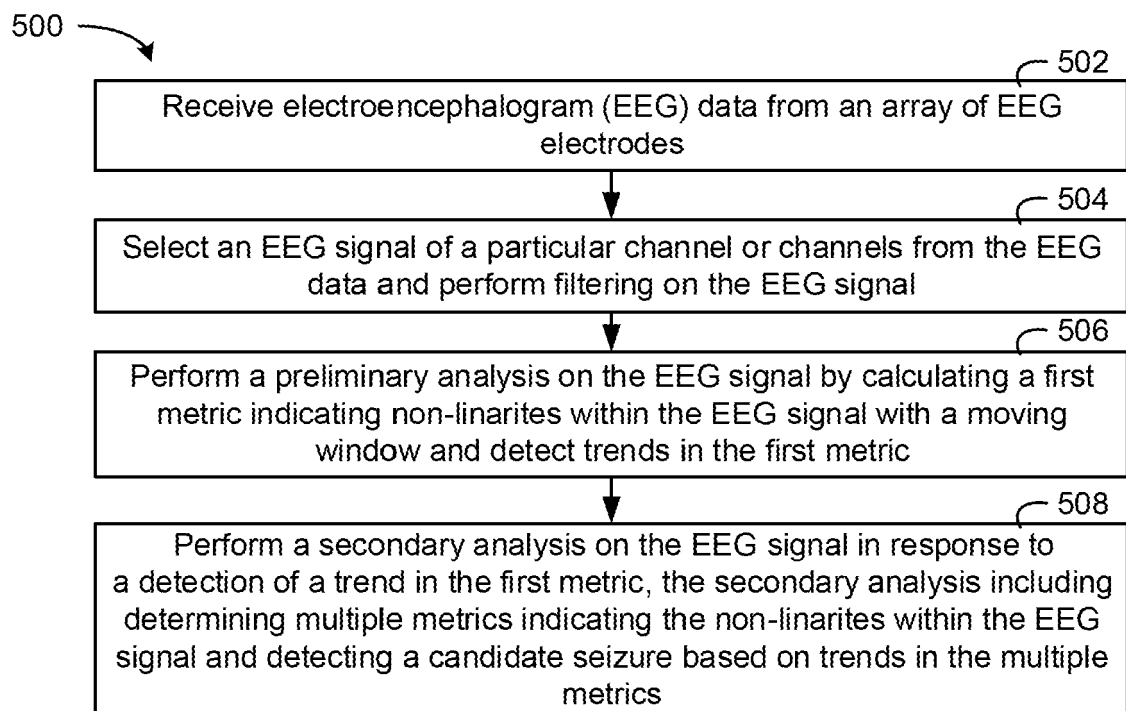 500
502
Receive electroencephalogram (EEG) data from an array of EEG
electrodes
504
Select an EEG signal of a particular channel or channels from the EEG
data and perform filtering on the EEG signal
506
Perform a preliminary analysis on the EEG signal by calculating a first
metric indicating non-linarites within the EEG signal with a moving
window and detect trends in the first metric
508
Perform a secondary analysis on the EEG signal in response to
a detection of a trend in the first metric, the secondary analysis including
determining multiple metrics indicating the non-linarites within the EEG
signal and detecting a candidate seizure based on trends in the multiple
metrics